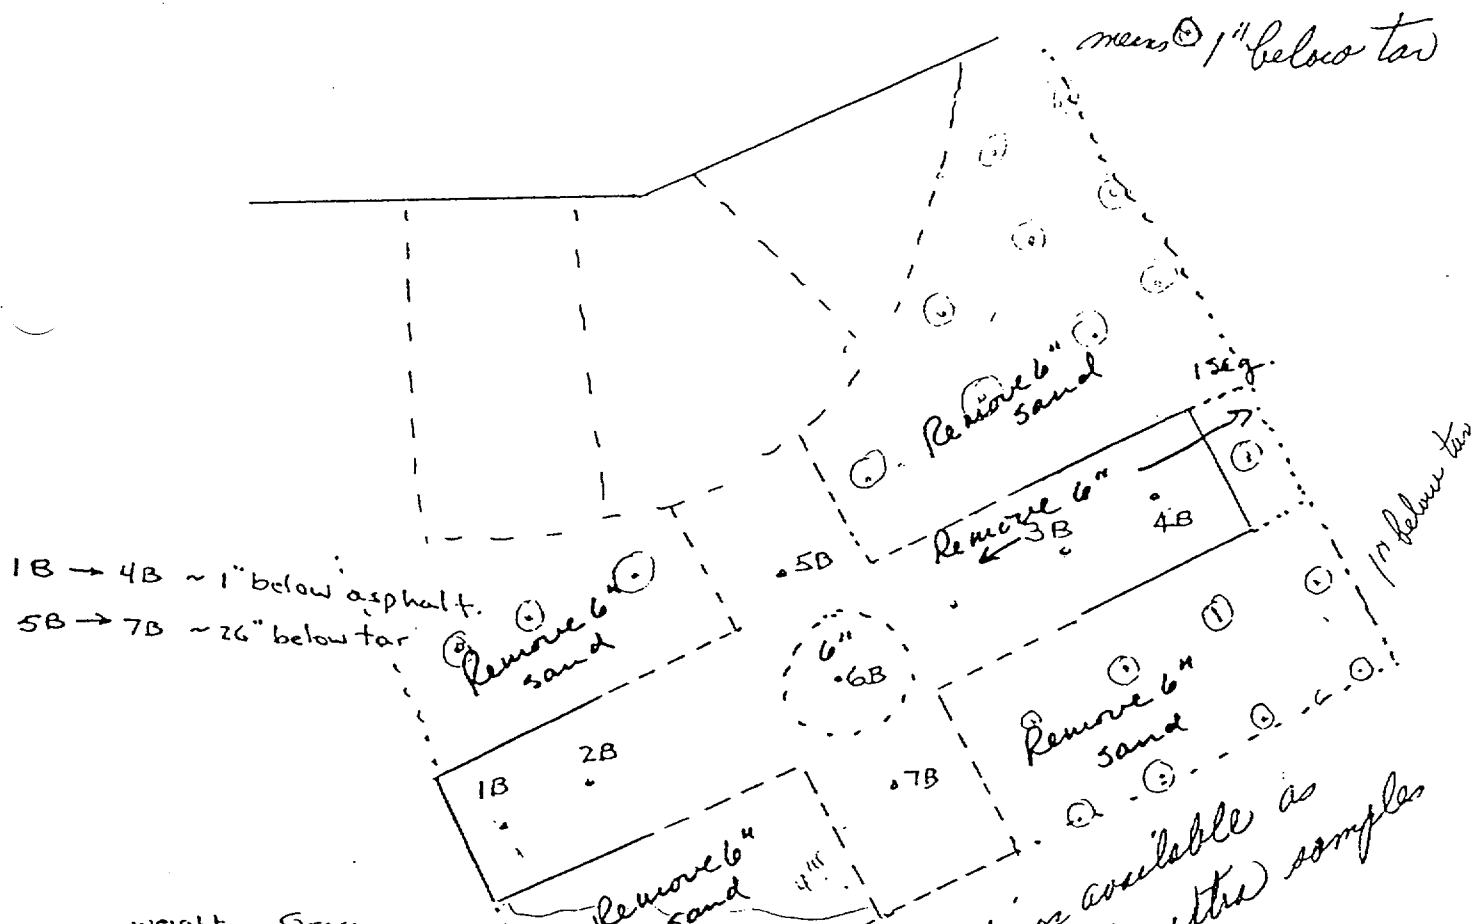 means 1" below tar
1 seg.
Remove 6"
sand
Remove 6"
3B
4B
1" below tar
5B
1B → 4B ~ 1" below asphalt.
5B → 7B ~ 26" below tar
Remove 6"
sand
6"
6B
Remove 6"
sand
2B
1B
7B
Remove 6"
sand
available as
samples